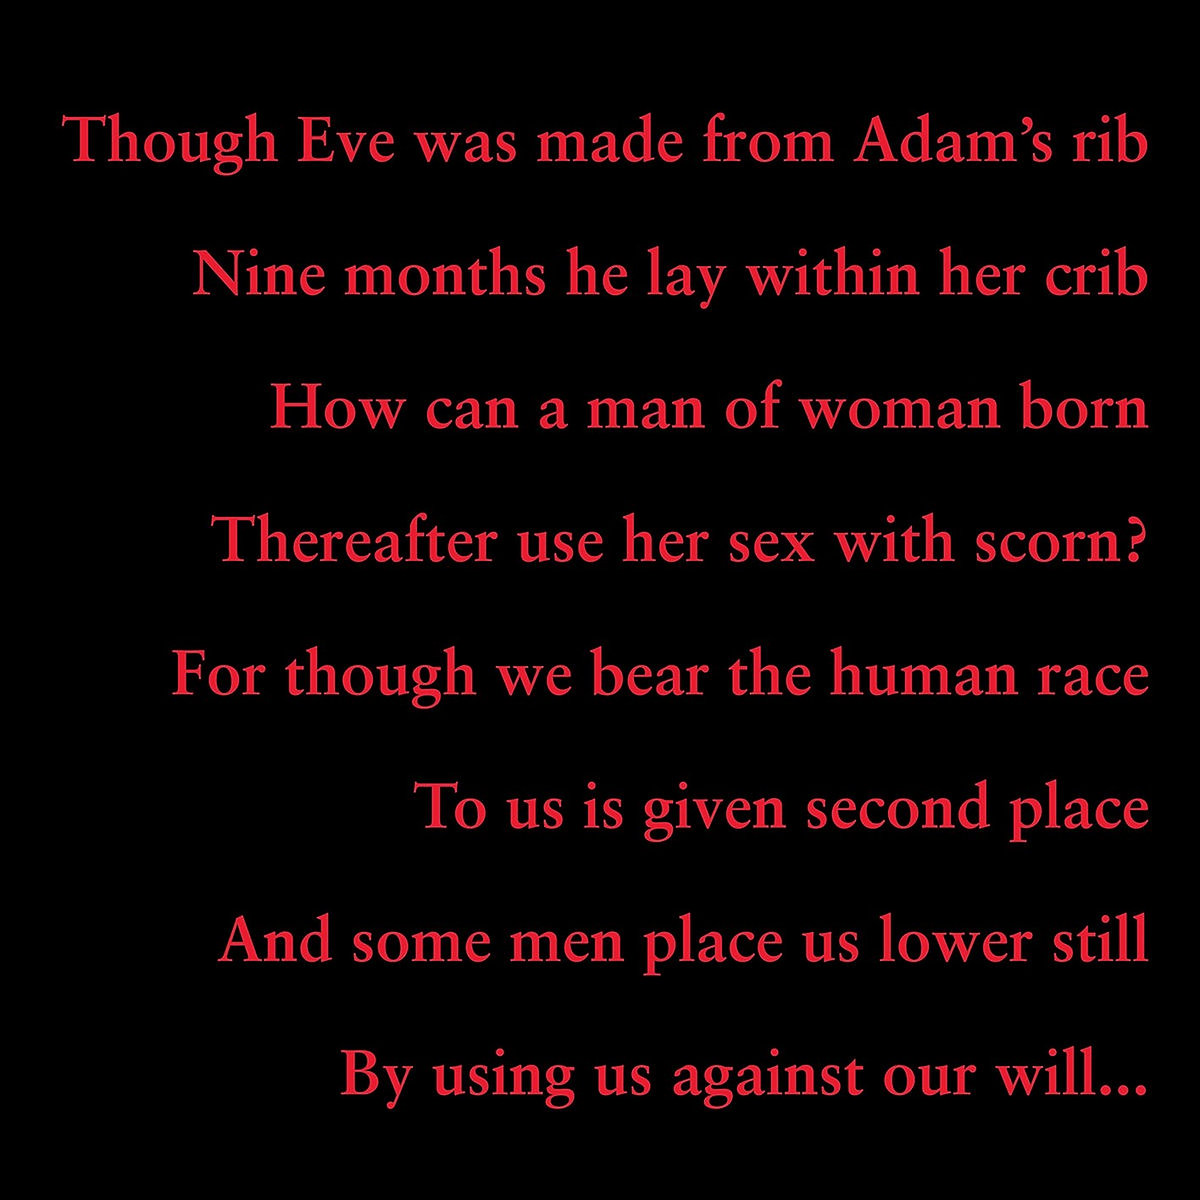 Though Eve was made from Adam’s rib
Nine months he lay within her crib
How can a man of woman born
Thereafter use her sex with scorn?
For though we bear the human race
To us is given second place
And some men place us lower still
By using us against our will...